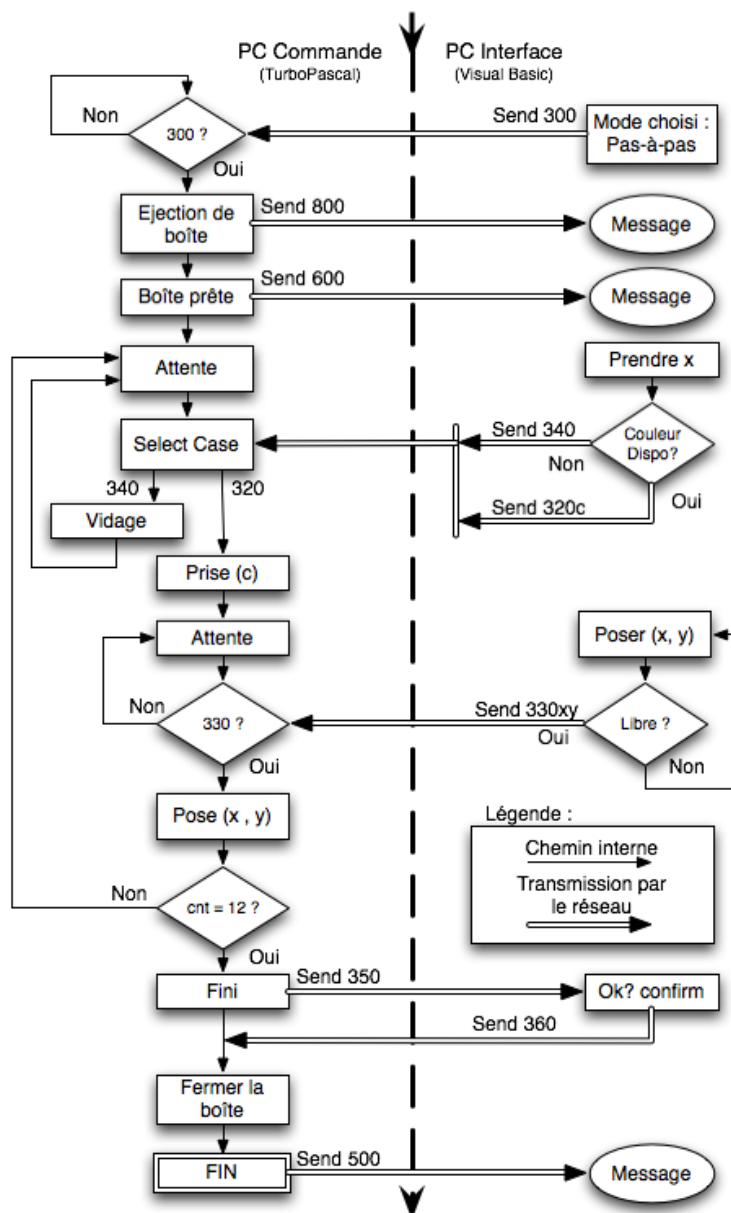 PC Commande
(TurboPascal)
PC Interface
(Visual Basic)
Non
300 ?
Send 300
Mode choisi :
Pas-à-pas
Oui
Ejection de
boîte
Send 800
Message
Boîte prête
Send 600
Message
Attente
Prendre x
Select Case
Send 340
Couleur
Dispo?
Non
340
320
Oui
Vidage
Send 320c
Prise (c)
Attente
Poser (x, y)
Non
330 ?
Send 330xy
Libre ?
Oui
Oui
Non
Pose (x , y)
Légende :
Chemin interne
Transmission par
le réseau
Non
cnt = 12 ?
Oui
Fini
Send 350
Ok? confirm
Send 360
Fermer la
boîte
FIN
Send 500
Message